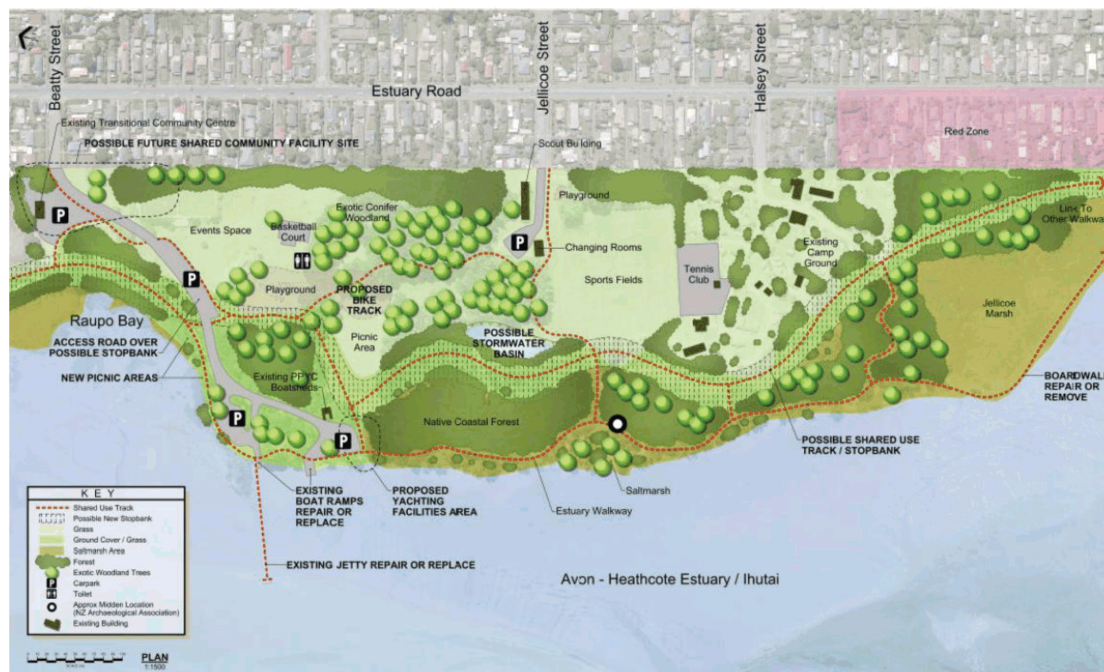 Beatty Street
Jellicoe Street
Halsey Street
Estuary Road
Red Zone
Existing Transitional Community Centre
POSSIBLE FUTURE SHARED COMMUNITY FACILITY SITE
Scout Building
Playground
Exotic Conifer
Woodland
Basketball
Court
Events Space
P
P
P
Changing Rooms
Link To
Other Walkway
Existing
Camp
Ground
Sports Fields
Tennis
Club
Playground
PROPOSED
BIKE
TRACK
Jellicoe
Marsh
Raupo Bay
Picnic
Area
POSSIBLE
STORMWATER
BASIN
ACCESS ROAD OVER
POSSIBLE STOPBANK
NEW PICNIC AREAS
Existing PPYC
Boatsheds
BOARDWALK
REPAIR OR
REMOVE
Native Coastal Forest
P
P
POSSIBLE SHARED USE
TRACK / STOPBANK
EXISTING
BOAT RAMPS
REPAIR OR
REPLACE
PROPOSED
YACHTING
FACILITIES AREA
Saltmarsh
Estuary Walkway
EXISTING JETTY REPAIR OR REPLACE
Avon - Heathcote Estuary / Ihutai
KEY
Shared Use Track
Possible New Stopbank
Grass
Ground Cover / Grass
Saltmarsh Area
Forest
Exotic Woodland Trees
P Carpark
Toilet
Approx Midden Location
(NZ Archaeological Association)
Existing Building
PLAN
1:1500